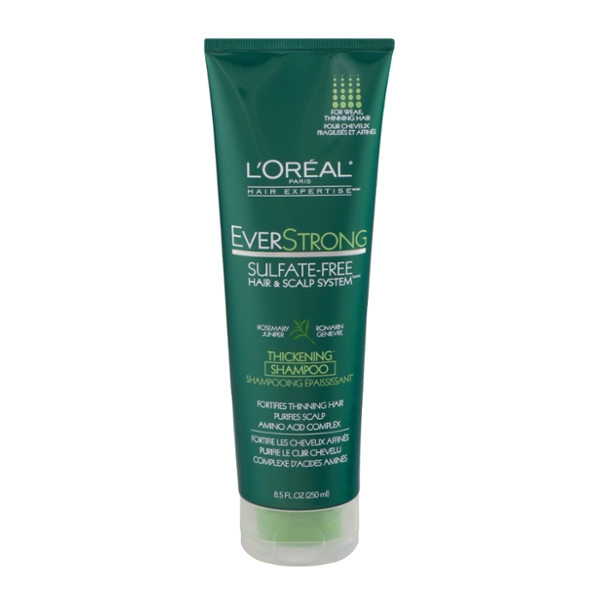 FOR WEAK,
THINNING HAIR
POUR CHEVEUX
FRAGILISÉS ET AFFINÉS
L'ORÉAL®
PARIS
HAIR EXPERTISE
EVERSTRONG
SULFATE-FREE
HAIR & SCALP SYSTEM
ROSEMARY ROMARIN
JUNIPER GENIEVRE
THICKENING
SHAMPOO
SHAMPOOING ÉPAISSISSANT
FORTIFIES THINNING HAIR
PURIFIES SCALP
AMINO ACID COMPLEX
FORTIFIE LES CHEVEUX AFFINÉS
PURIFIE LE CUIR CHEVELU
COMPLEXE D'ACIDES AMINÉS
8.5 FL.OZ (250 ml)